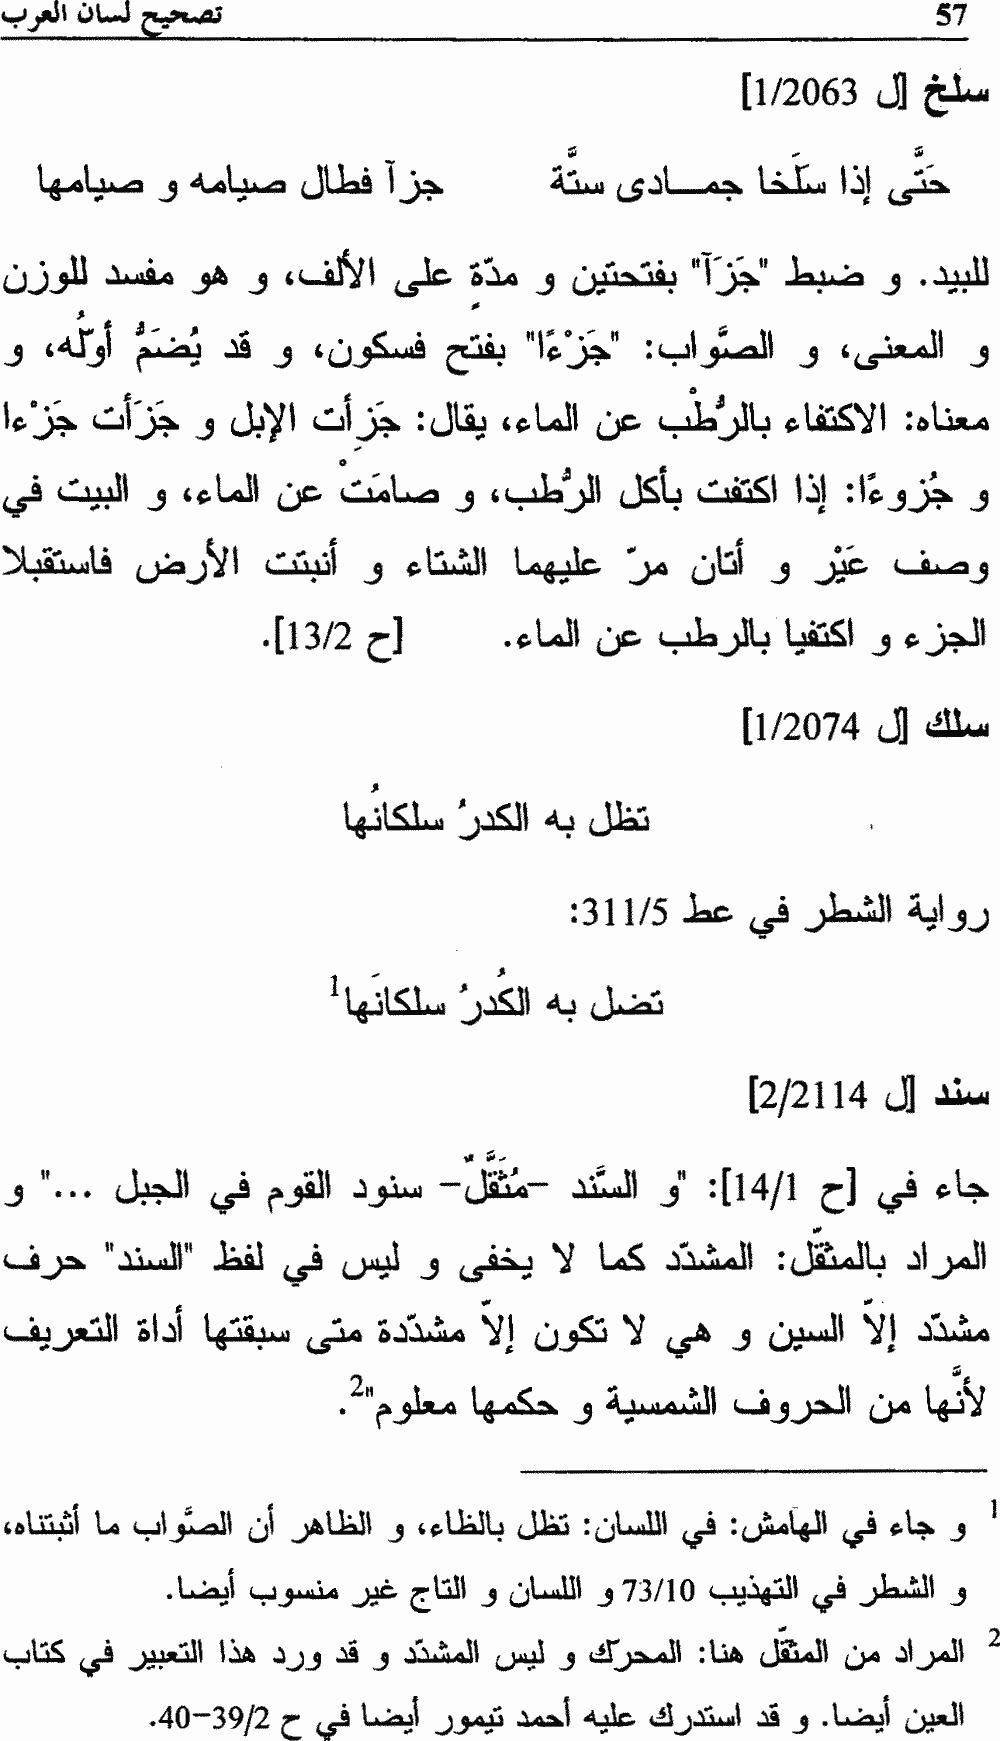 57 تصحيح لسان العرب
سلخ [ل 1/2063]
حَتَّى إذا سَلَخا جمـــادى ستَّة جزآ فطال صيامه و صيامها
للبيد. و ضبط "جَزَآ" بفتحتين و مدّةٍ على الألف، و هو مفسد للوزن
و المعنى، و الصَّواب: "جَزْءًا" بفتح فسكون، و قد يُضَمُّ أوّلُه، و
معناه: الاكتفاء بالرُّطْب عن الماء، يقال: جَزِأت الإبل و جَزَأت جَزْءا
و جُزوءًا: إذا اكتفت بأكل الرُّطب، و صامَتْ عن الماء، و البيت في
وصف عَيْرٍ و أتان مرّ عليهما الشتاء و أنبتت الأرض فاستقبلا
الجزء و اكتفيا بالرطب عن الماء. [ح 13/2].
سلك [ل 1/2074]
تظل به الكدرُ سلكانُها
رواية الشطر في عط 311/5:
تضل به الكُدرُ سلكانَها1
سند [ل 2/2114]
جاء في [ح 14/1]: "و السَّند –مُثَقَّلٌ– سنود القوم في الجبل ..." و
المراد بالمثقّل: المشدّد كما لا يخفى و ليس في لفظ "السند" حرف
مشدّد إلاّ السين و هي لا تكون إلاّ مشدّدة متى سبقتها أداة التعريف
لأنَّها من الحروف الشمسية و حكمها معلوم"2.
1 و جاء في الهامش: في اللسان: تظل بالظاء، و الظاهر أن الصَّواب ما أثبتناه،
و الشطر في التهذيب 73/10 و اللسان و التاج غير منسوب أيضا.
2 المراد من المثقّل هنا: المحرّك و ليس المشدّد و قد ورد هذا التعبير في كتاب
العين أيضا. و قد استدرك عليه أحمد تيمور أيضا في ح 39/2–40.